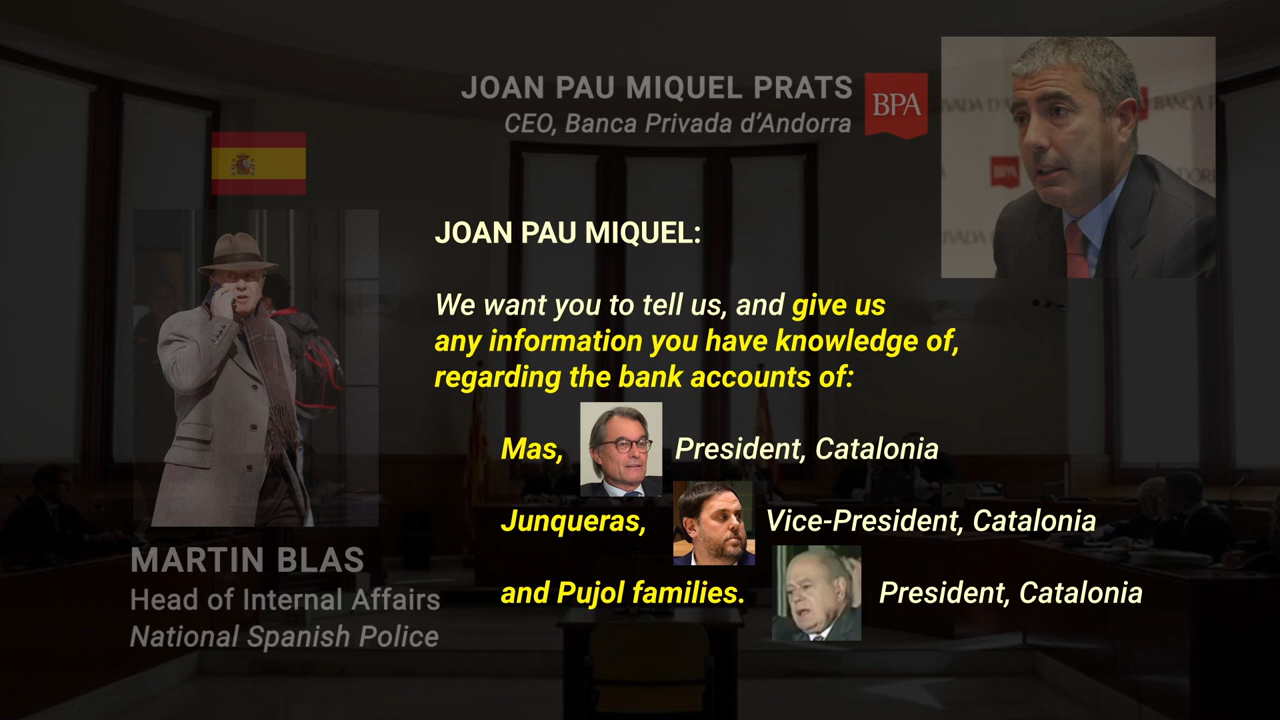 JOAN PAU MIQUEL PRATS
CEO, Banca Privada d'Andorra
BPA
BPA
MARTIN BLAS
Head of Internal Affairs
National Spanish Police
JOAN PAU MIQUEL:
We want you to tell us, and give us
any information you have knowledge of,
regarding the bank accounts of:
Mas, President, Catalonia
Junqueras, Vice-President, Catalonia
and Pujol families. President, Catalonia